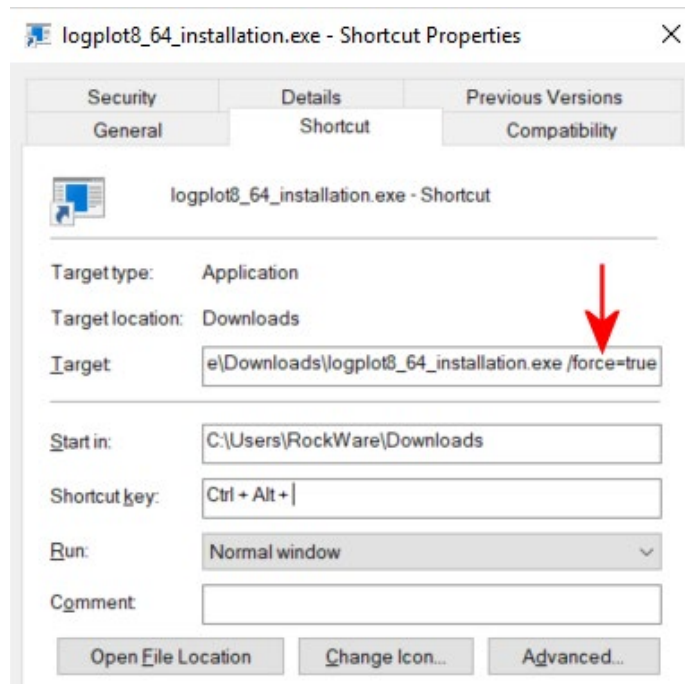 logplot8_64_installation.exe - Shortcut Properties
Security Details Previous Versions
General Shortcut Compatibility
logplot8_64_installation.exe - Shortcut
Target type: Application
Target location: Downloads
Target e\Downloads\logplot8_64_installation.exe /force=true
Start in: C:\Users\RockWare\Downloads
Shortcut key: Ctrl + Alt +
Run: Normal window
Comment
Open File Location Change Icon... Advanced...